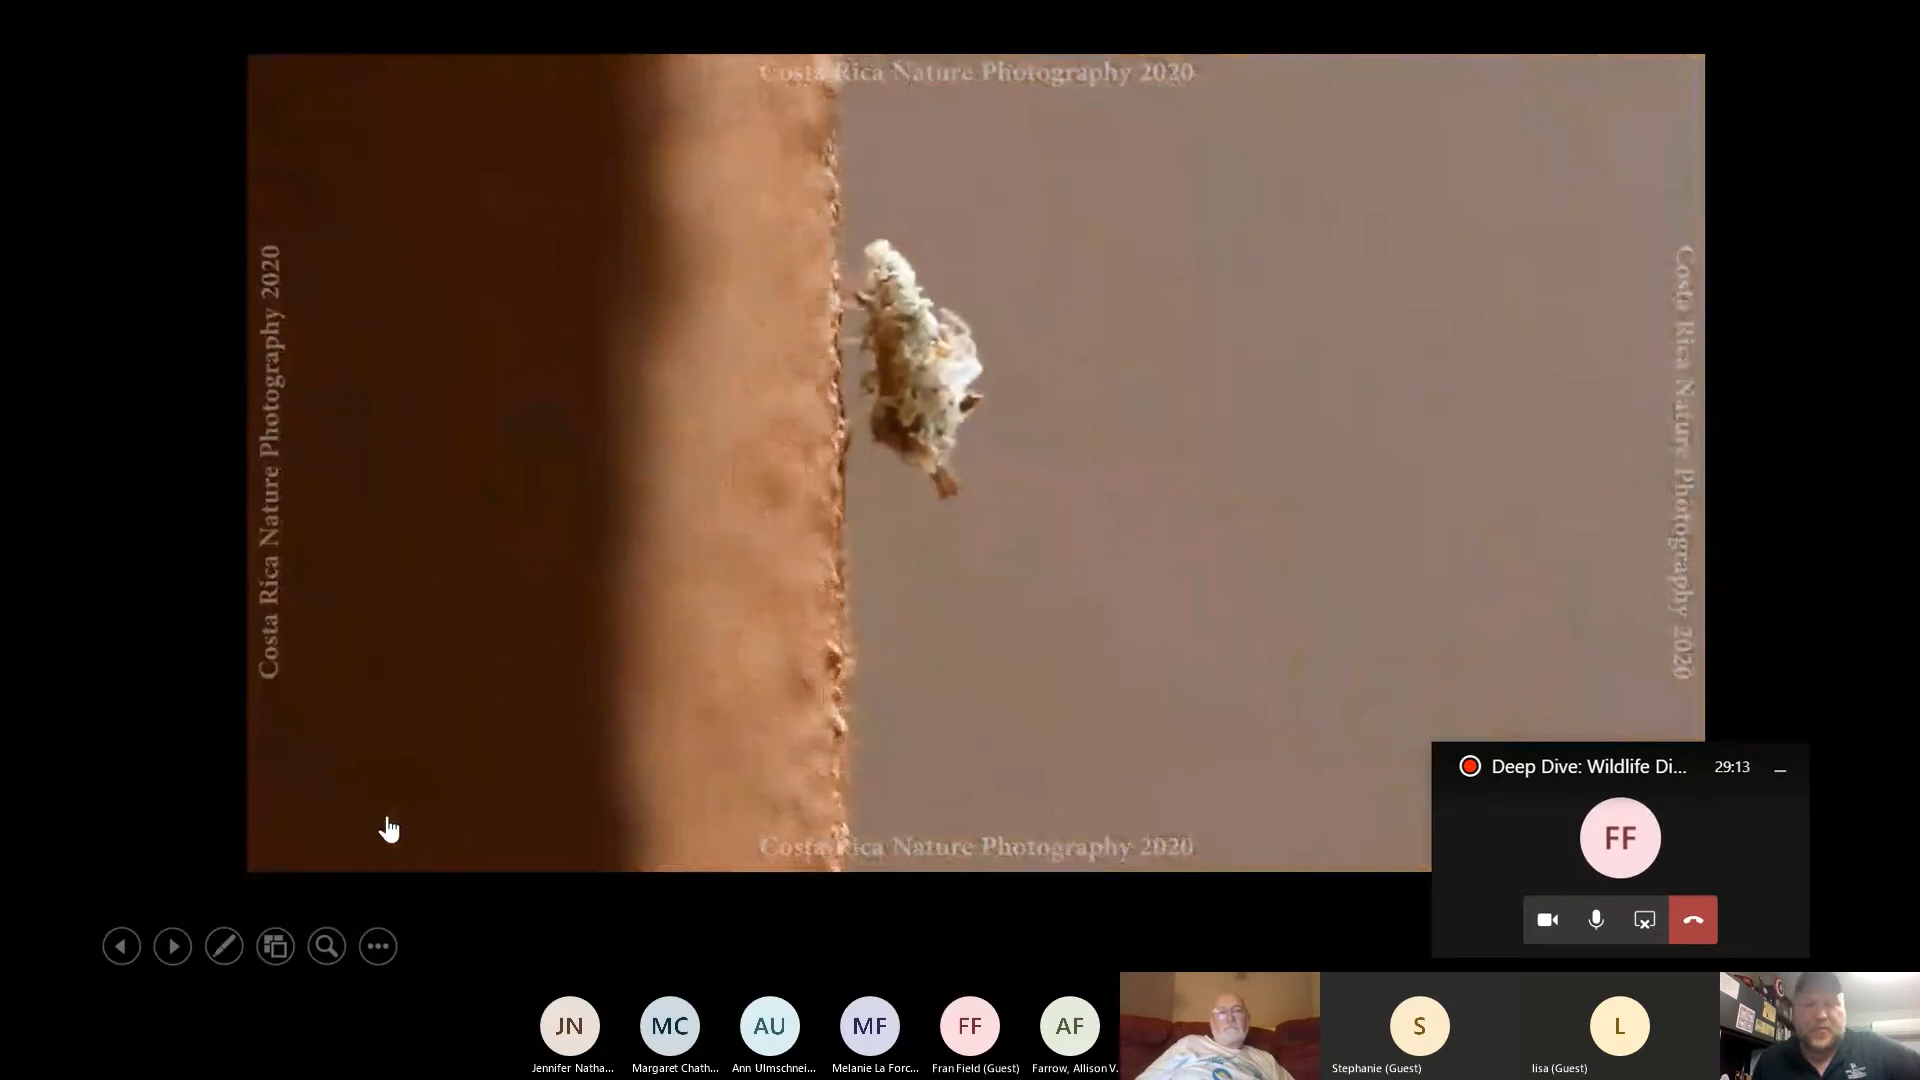 Costa Rica Nature Photography 2020
Costa Rica Nature Photography 2020
Costa Rica Nature Photography 2020
Costa Rica Nature Photography 2020
Deep Dive: Wildlife Di...
29:13
FF
JN
MC
AU
MF
FF
AF
S
L
Jennifer Natha...
Margaret Chath...
Ann Ulmschnei...
Melanie La Forc...
Fran Field (Guest)
Farrow, Allison V.
Stephanie (Guest)
lisa (Guest)